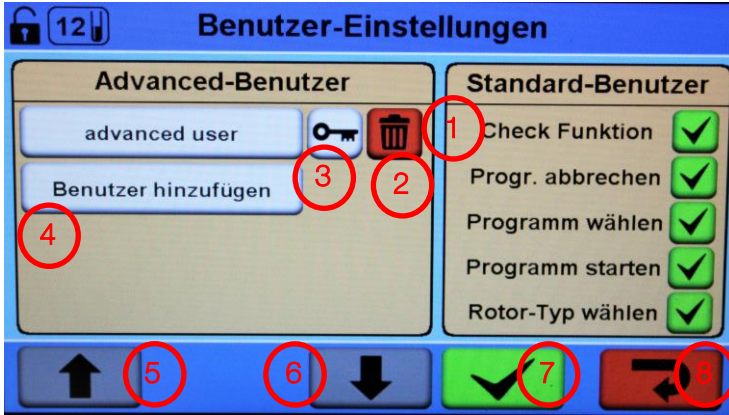 12
Benutzer-Einstellungen
Advanced-Benutzer
advanced user
Benutzer hinzufügen
Standard-Benutzer
Check Funktion
Progr. abbrechen
Programm wählen
Programm starten
Rotor-Typ wählen
1
2
3
4
5
6
7
8